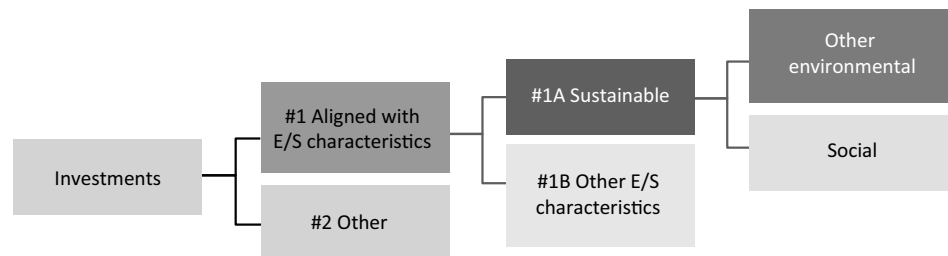 Investments
#1 Aligned with
E/S characteristics
#2 Other
#1A Sustainable
#1B Other E/S
characteristics
Other
environmental
Social